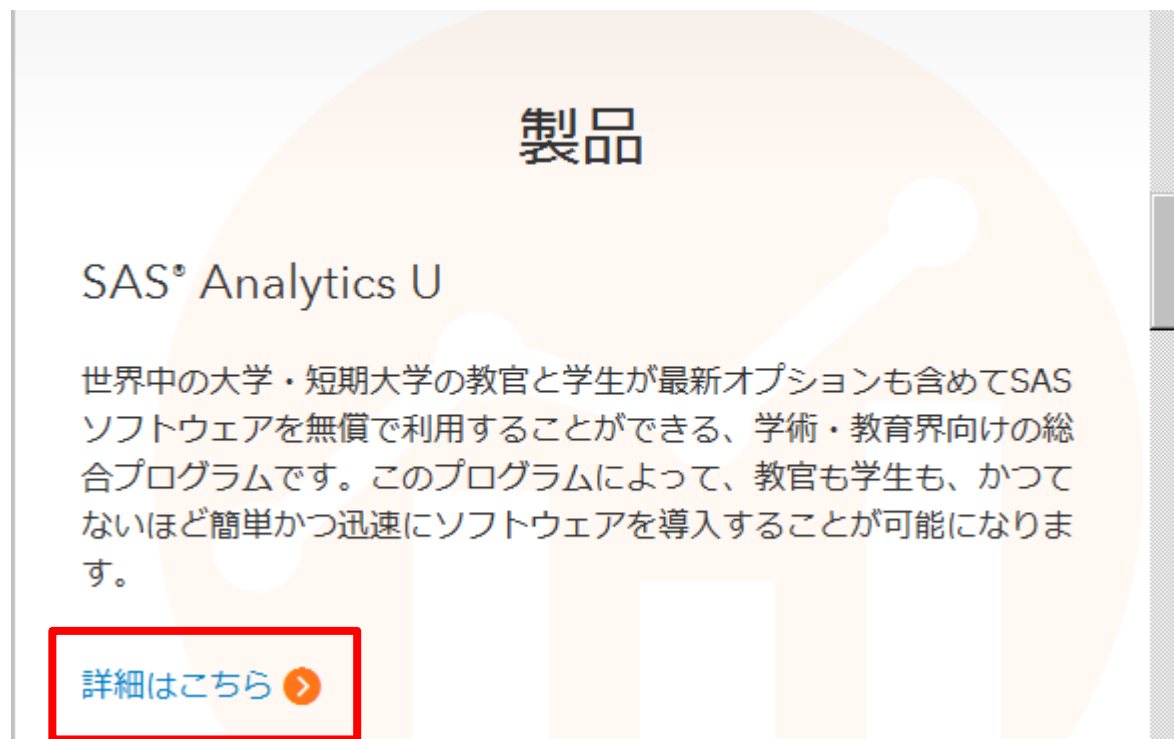 製品
SAS® Analytics U
世界中の大学・短期大学の教官と学生が最新オプションも含めてSAS
ソフトウェアを無償で利用することができる、学術・教育界向けの総
合プログラムです。このプログラムによって、教官も学生も、かつて
ないほど簡単かつ迅速にソフトウェアを導入することが可能になりま
す。
詳細はこちら